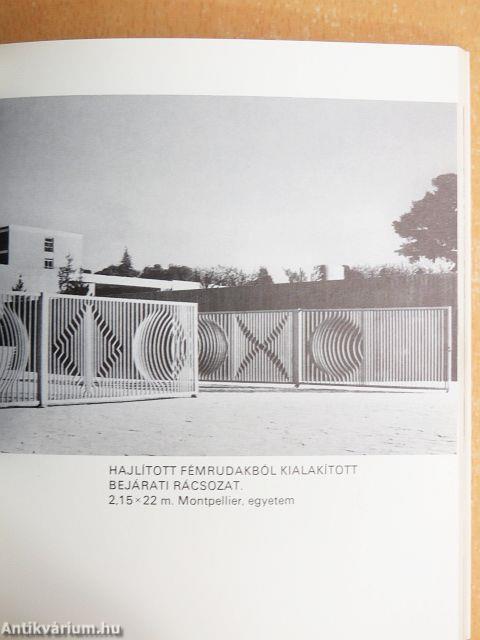 HAJLÍTOTT FÉMRUDAKBÓL KIALAKÍTOTT
BEJÁRATI RÁCSOZAT.
2,15×22 m. Montpellier, egyetem
Antikvárium.hu